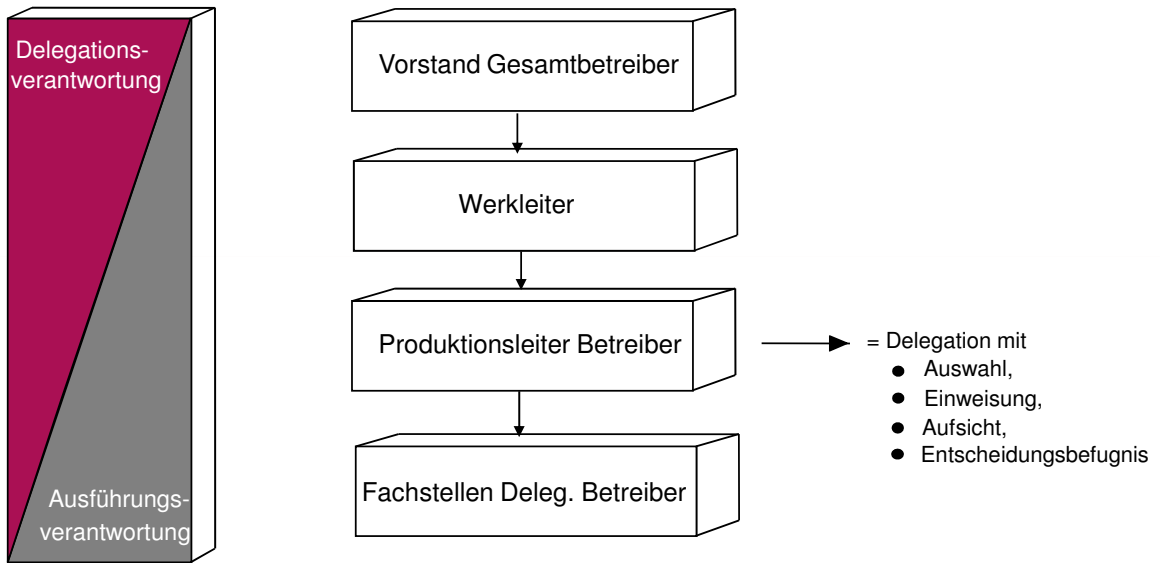 Delegations-
verantwortung
Ausführungs-
verantwortung
Vorstand Gesamtbetreiber
Werkleiter
Produktionsleiter Betreiber
Fachstellen Deleg. Betreiber
= Delegation mit
● Auswahl,
● Einweisung,
● Aufsicht,
● Entscheidungsbefugnis